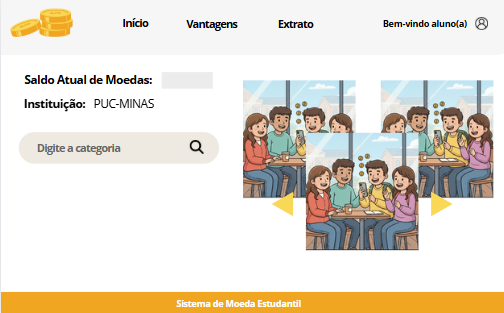 Início Vantagens Extrato Bem-vindo aluno(a)
Saldo Atual de Moedas:
Instituição: PUC-MINAS
Digite a categoria
Sistema de Moeda Estudantil